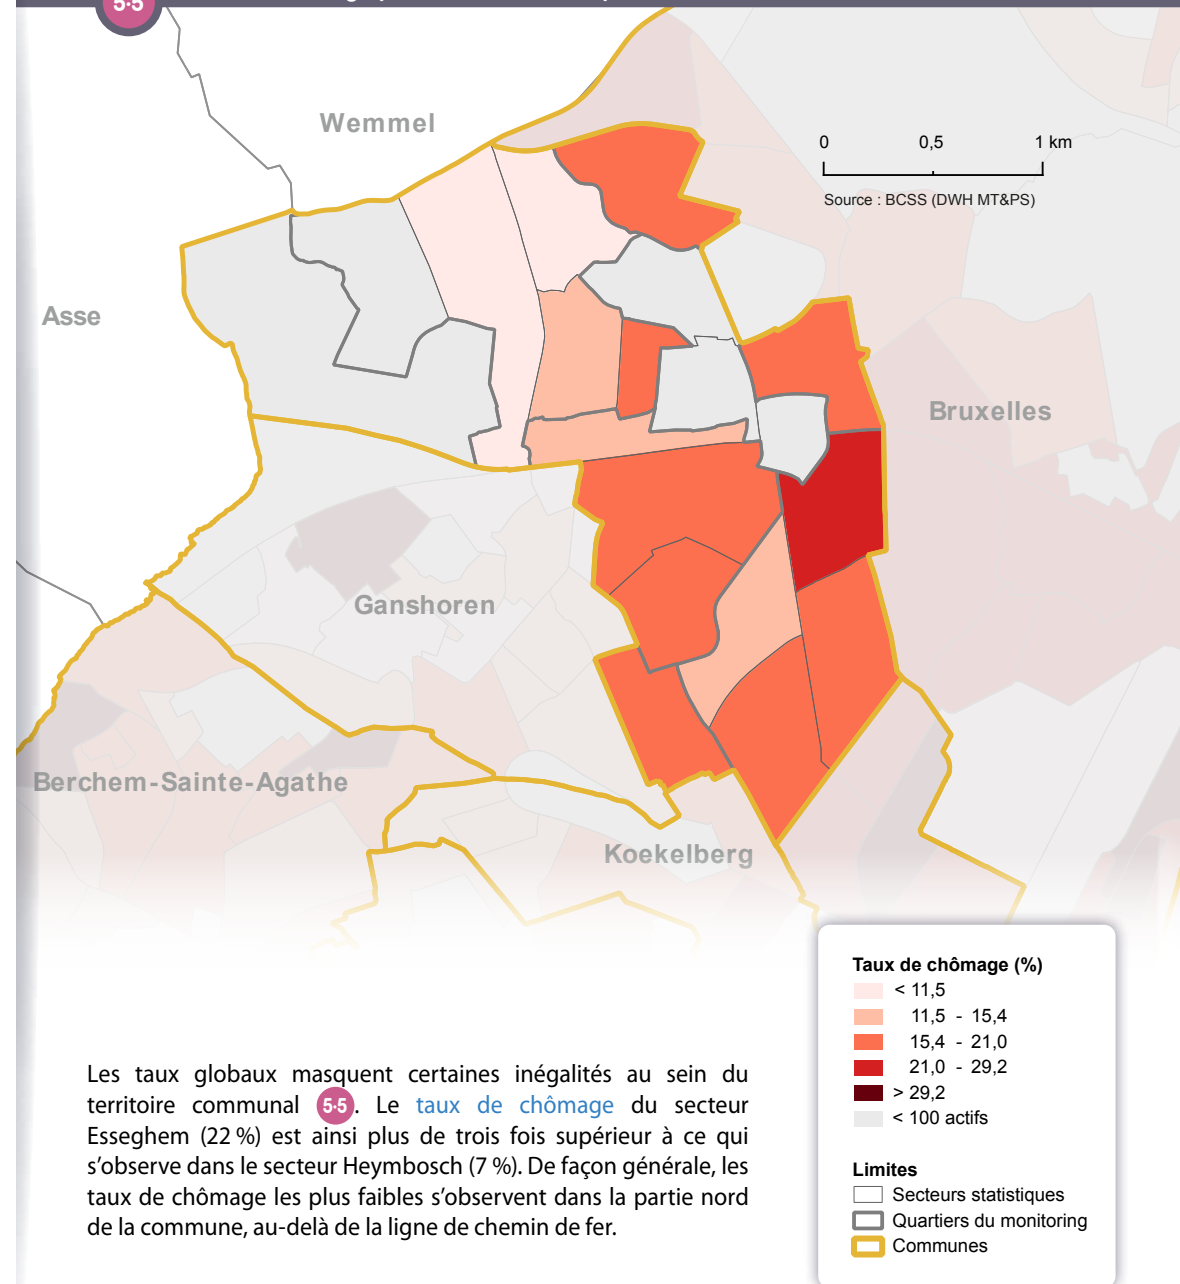 5·5
Wemmel
0 0,5 1 km
Source : BCSS (DWH MT&PS)
Asse
Bruxelles
Ganshoren
Berchem-Sainte-Agathe
Koekelberg
Taux de chômage (%)
< 11,5
11,5 - 15,4
15,4 - 21,0
21,0 - 29,2
> 29,2
< 100 actifs
Limites
Secteurs statistiques
Quartiers du monitoring
Communes
Les taux globaux masquent certaines inégalités au sein du
territoire communal 5·5. Le taux de chômage du secteur
Esseghem (22 %) est ainsi plus de trois fois supérieur à ce qui
s’observe dans le secteur Heymbosch (7 %). De façon générale, les
taux de chômage les plus faibles s’observent dans la partie nord
de la commune, au-delà de la ligne de chemin de fer.